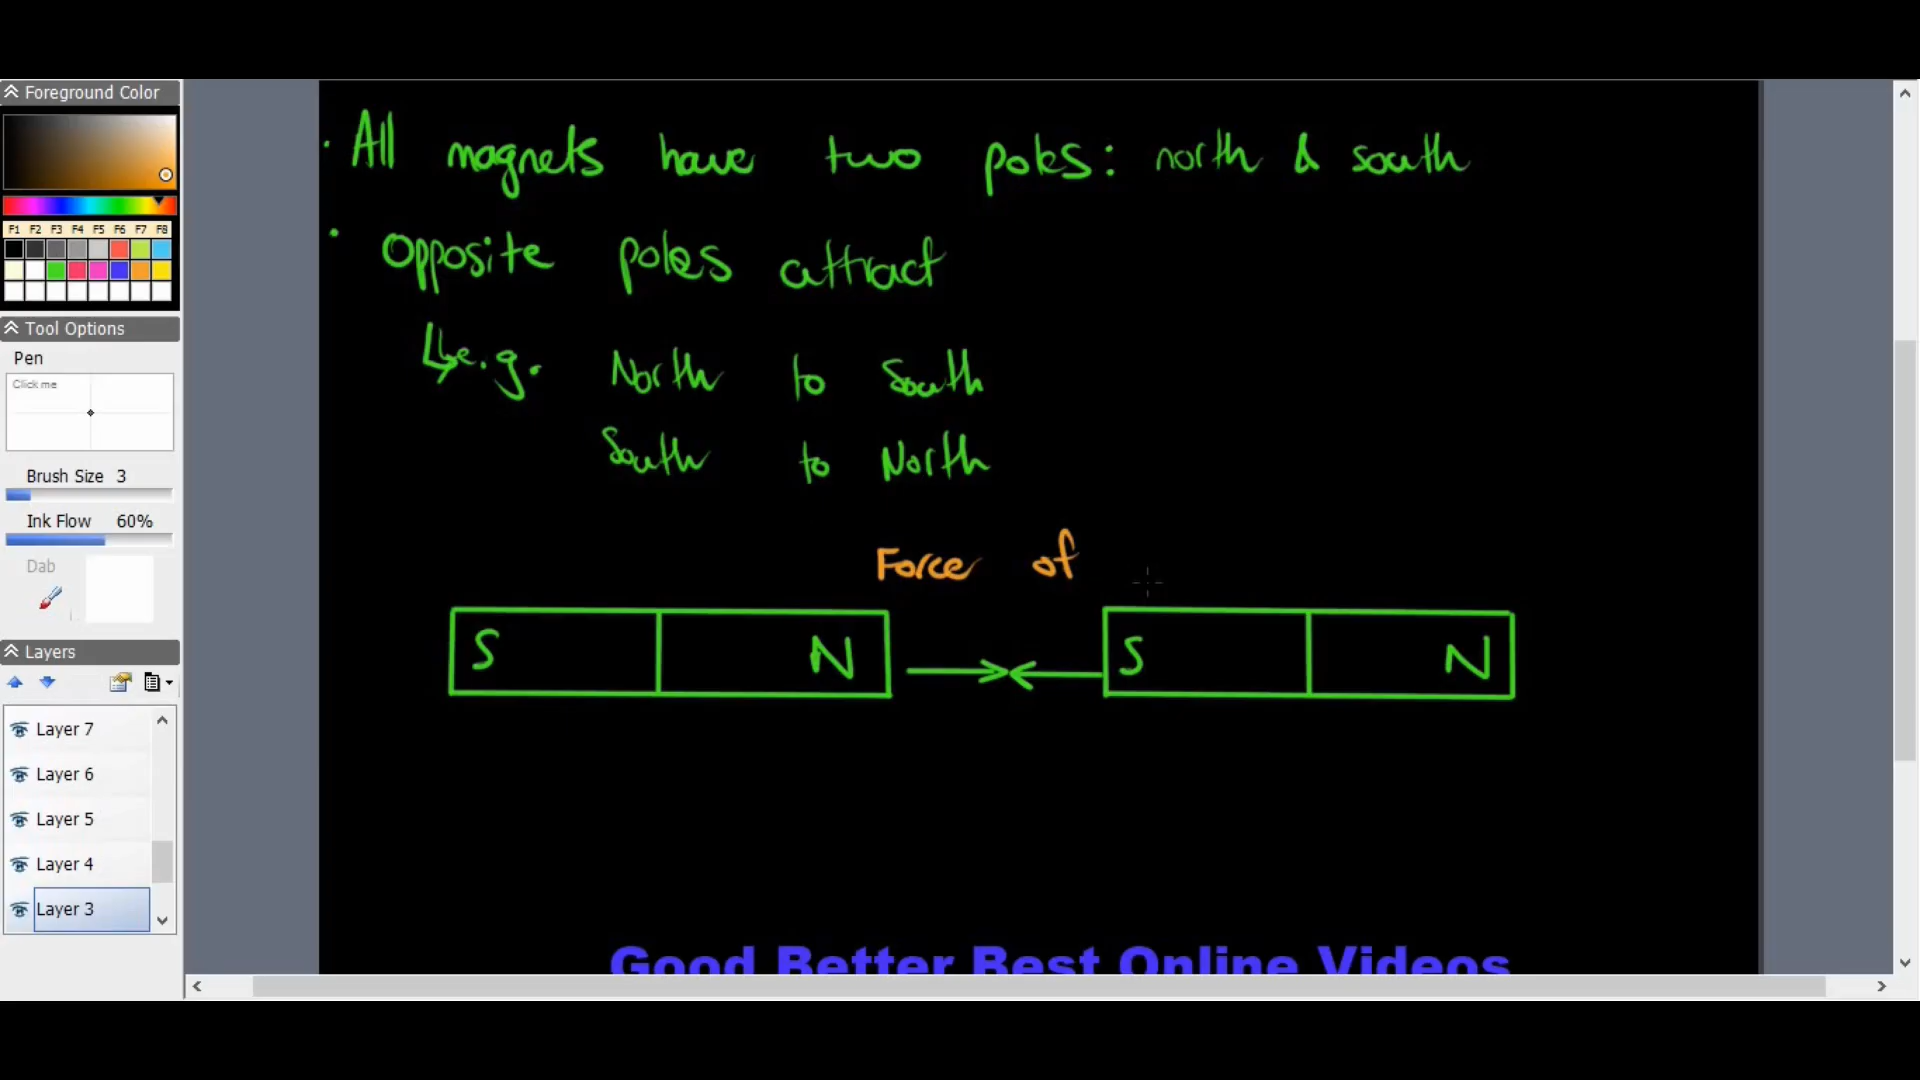 Foreground Color
F1 F2 F3 F4 F5 F6 F7 F8
Tool Options
Pen
Click me
Brush Size 3
Ink Flow 60%
Dab
Layers
Layer 7
Layer 6
Layer 5
Layer 4
Layer 3
· All magnets have two poles: north & south
· Opposite poles attract
e.g. North to South
South to North
Force of
S N S N
Good Better Best Online Videos